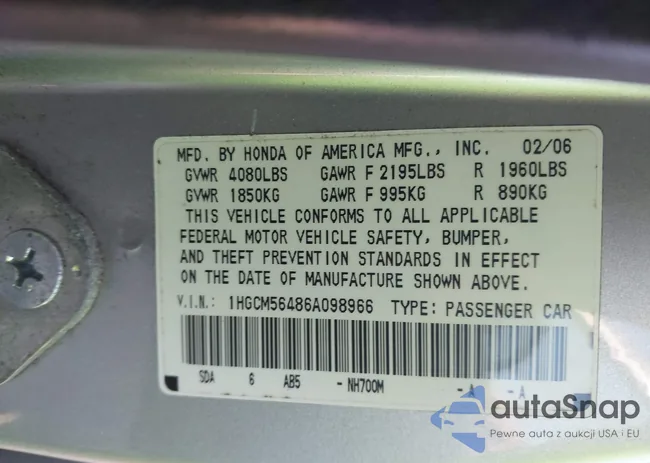 MFD. BY HONDA OF AMERICA MFG., INC. 02/06
GVWR 4080LBS GAWR F 2195LBS R 1960LBS
GVWR 1850KG GAWR F 995KG R 890KG
THIS VEHICLE CONFORMS TO ALL APPLICABLE
FEDERAL MOTOR VEHICLE SAFETY, BUMPER,
AND THEFT PREVENTION STANDARDS IN EFFECT
ON THE DATE OF MANUFACTURE SHOWN ABOVE.
V.I.N.: 1HGCM56486A098966 TYPE: PASSENGER CAR
SDA 6 AB5 - NH700M - A - A
autaSnap
Pewne auta z aukcji USA i EU